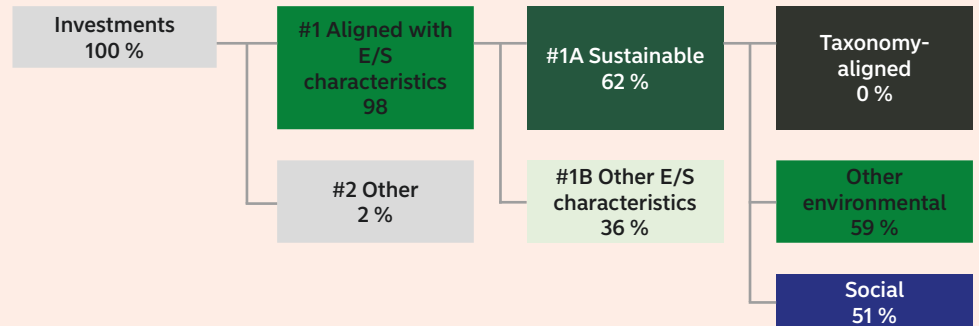 Investments
100 %
#1 Aligned with
E/S
characteristics
98
#2 Other
2 %
#1A Sustainable
62 %
#1B Other E/S
characteristics
36 %
Taxonomy-
aligned
0 %
Other
environmental
59 %
Social
51 %